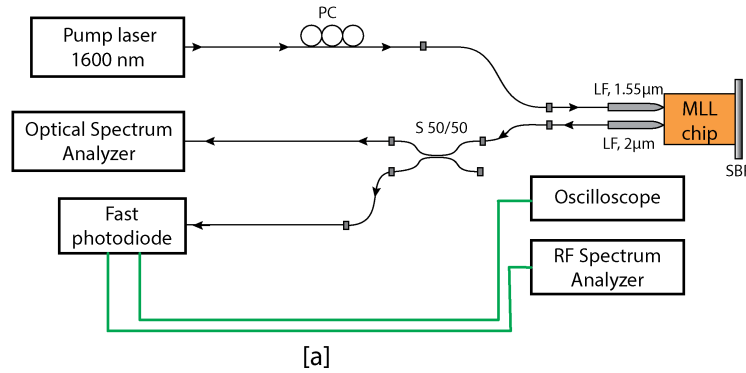 PC
Pump laser
1600 nm
LF, 1.55µm
MLL
chip
LF, 2µm
SBI
S 50/50
Optical Spectrum
Analyzer
Fast
photodiode
Oscilloscope
RF Spectrum
Analyzer
[a]